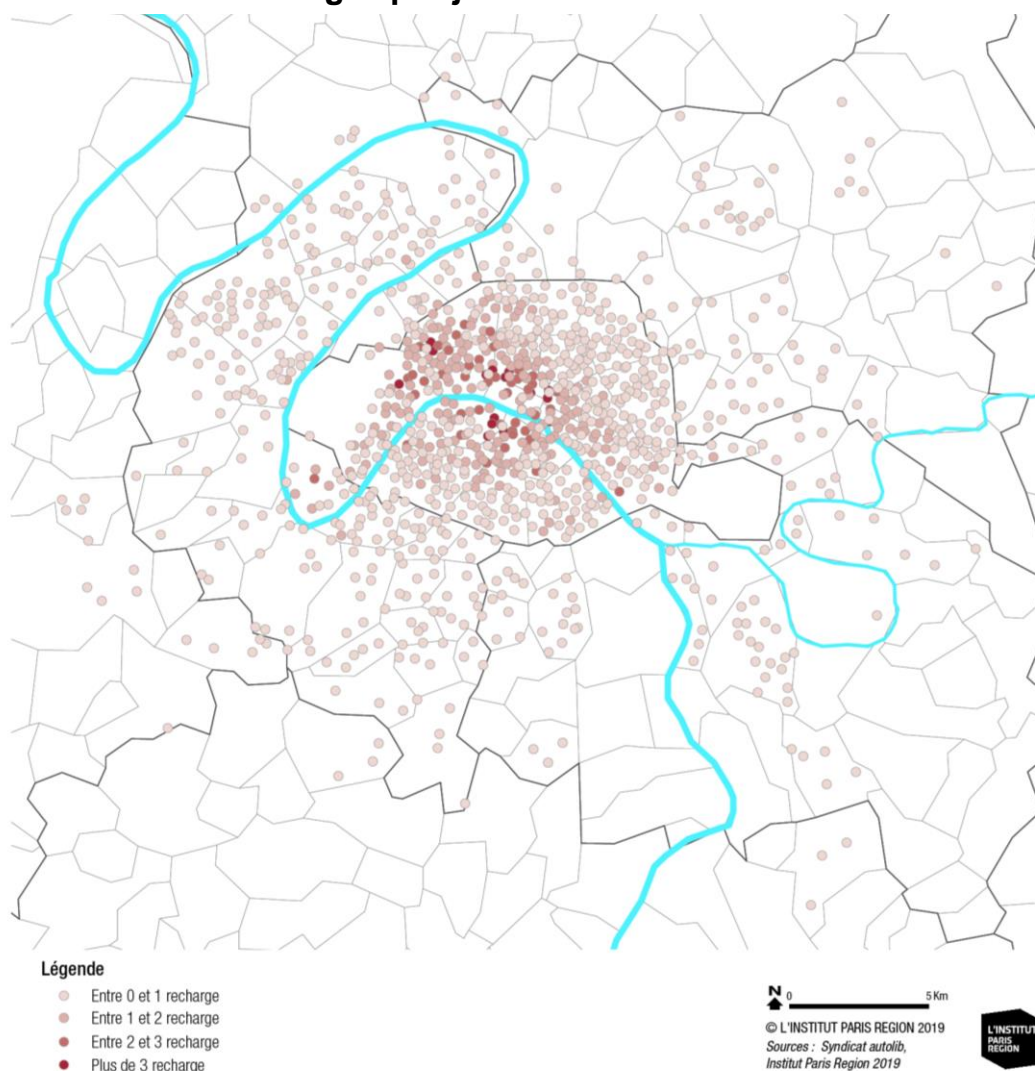 Légende
Entre 0 et 1 recharge
Entre 1 et 2 recharge
Entre 2 et 3 recharge
Plus de 3 recharge
N 0 5 Km
© L'INSTITUT PARIS REGION 2019
Sources : Syndicat autolib,
Institut Paris Region 2019
L'INSTITUT
PARIS
REGION